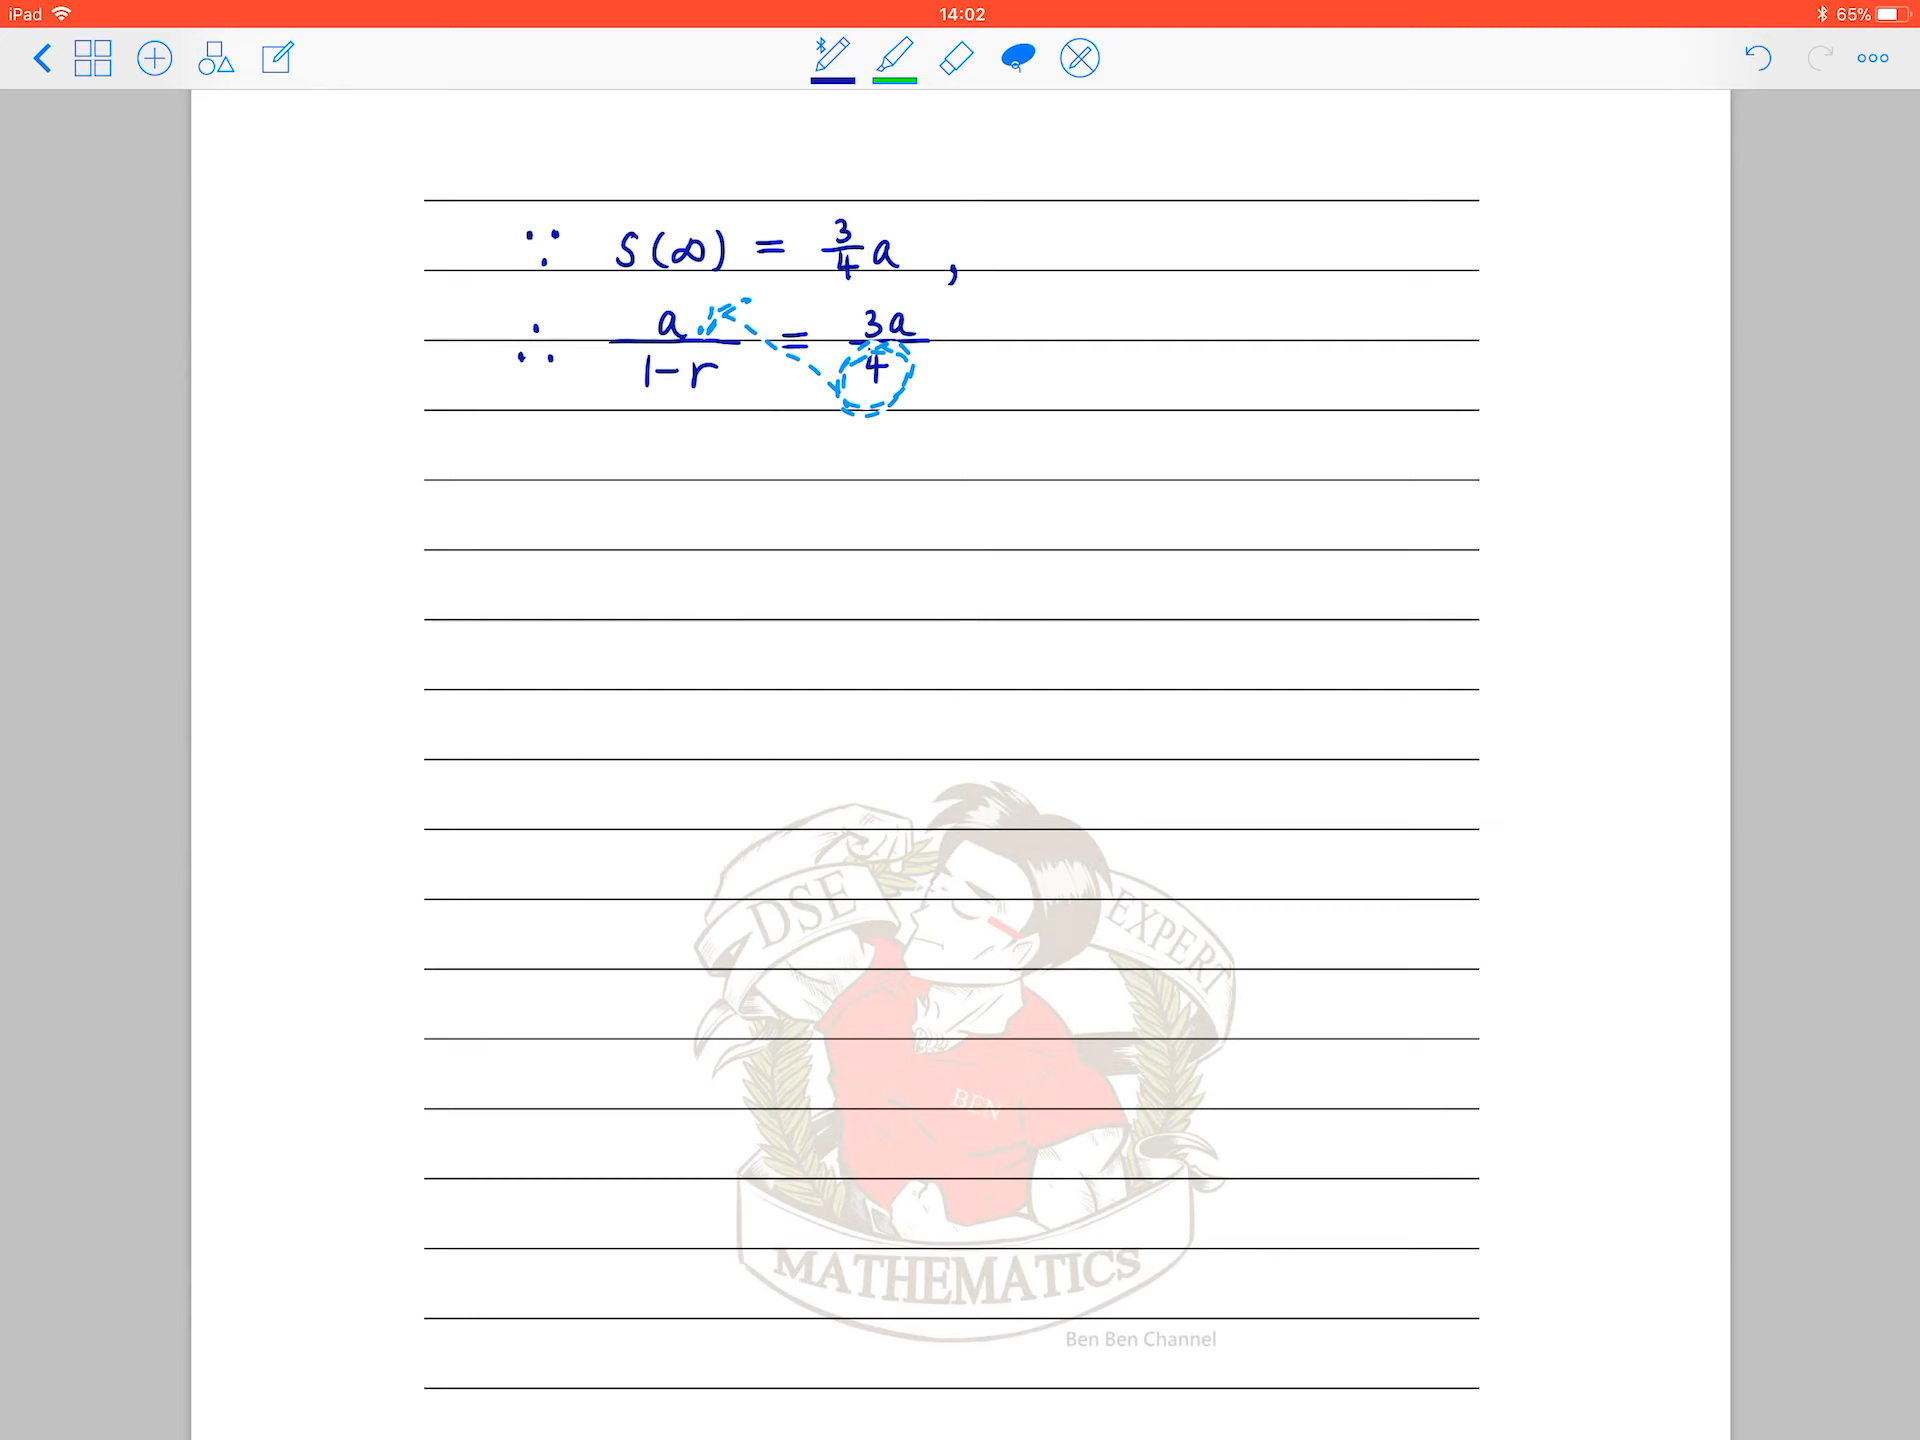 iPad 14:02 65%
∵ S(∞) = 3/4 a ,
∴ a/(1-r) = 3a/4
DSE EXPERT
BEN
MATHEMATICS
Ben Ben Channel